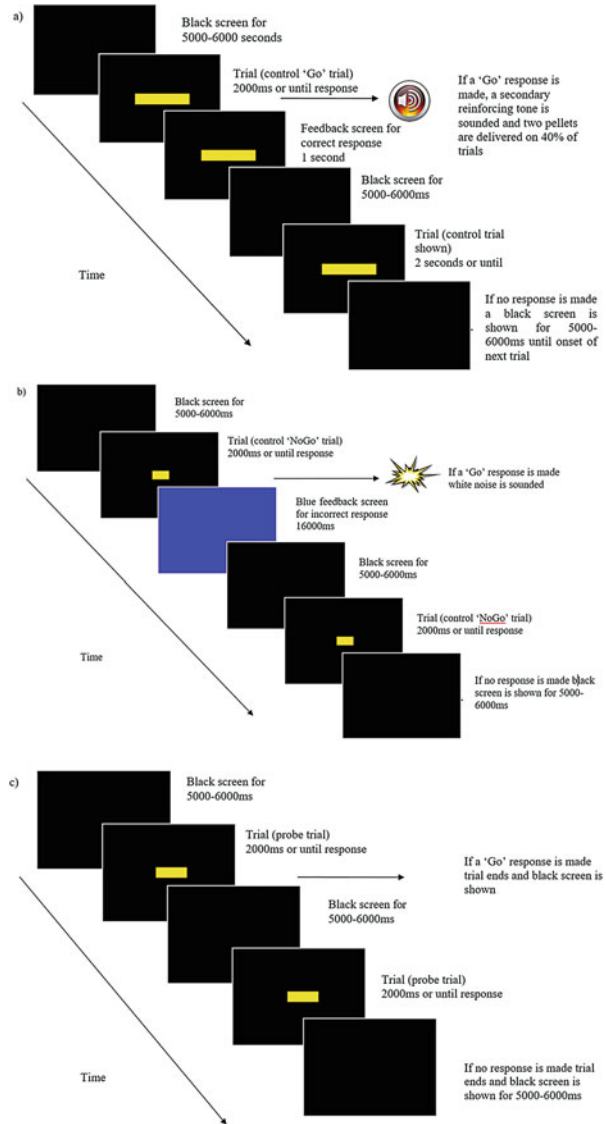 a)
Black screen for
5000-6000 seconds
Trial (control ‘Go’ trial)
2000ms or until response
If a ‘Go’ response is
made, a secondary
reinforcing tone is
sounded and two pellets
are delivered on 40% of
trials
Feedback screen for
correct response
1 second
Black screen for
5000-6000ms
Trial (control trial
shown)
2 seconds or until
Time
If no response is made
a black screen is
shown for 5000-
6000ms until onset of
next trial
b)
Black screen for
5000-6000ms
Trial (control ‘NoGo’ trial)
2000ms or until response
If a ‘Go’ response is made
white noise is sounded
Blue feedback screen
for incorrect response
16000ms
Black screen for
5000-6000ms
Trial (control ‘NoGo’ trial)
2000ms or until response
Time
If no response is made black
screen is shown for 5000-
6000ms
c)
Black screen for
5000-6000ms
Trial (probe trial)
2000ms or until response
If a ‘Go’ response is made
trial ends and black screen is
shown
Black screen for
5000-6000ms
Trial (probe trial)
2000ms or until response
Time
If no response is made trial
ends and black screen is
shown for 5000-6000ms